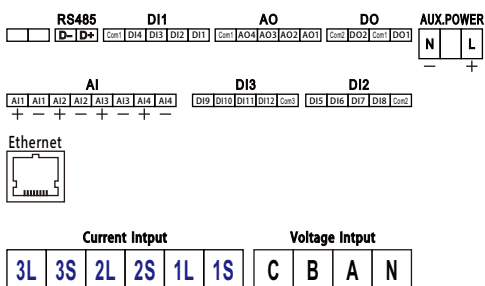 RS485 DI1 AO DO AUX.POWER
D- D+ Com1 DI4 DI3 DI2 DI1 Com1 AO4 AO3 AO2 AO1 Com2 DO2 Com1 DO1 N L
− +
AI DI3 DI2
AI1 AI1 AI2 AI2 AI3 AI3 AI4 AI4 DI9 DI10 DI11 DI12 Com3 DI5 DI6 DI7 DI8 Com2
+ − + − + − + −
Ethernet
Current Intput Voltage Intput
3L 3S 2L 2S 1L 1S C B A N